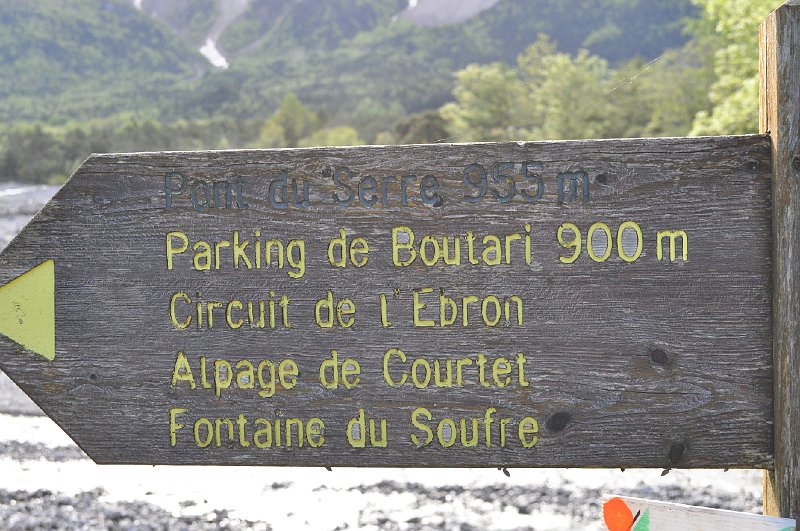 Pont du Serre 955 m
Parking de Boutari 900 m
Circuit de l'Ebron
Alpage de Courtet
Fontaine du Soufre